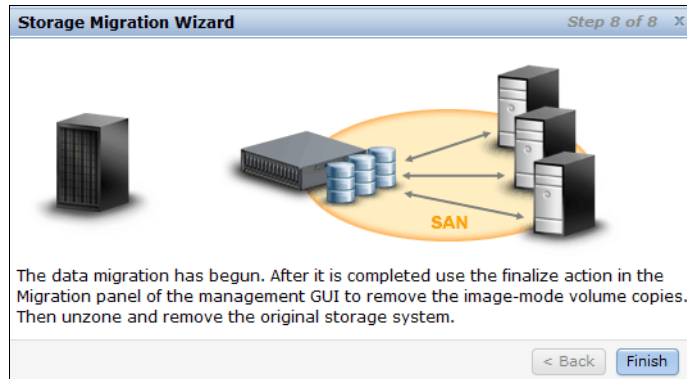 Storage Migration Wizard
Step 8 of 8 x
SAN
The data migration has begun. After it is completed use the finalize action in the
Migration panel of the management GUI to remove the image-mode volume copies.
Then unzone and remove the original storage system.
< Back Finish